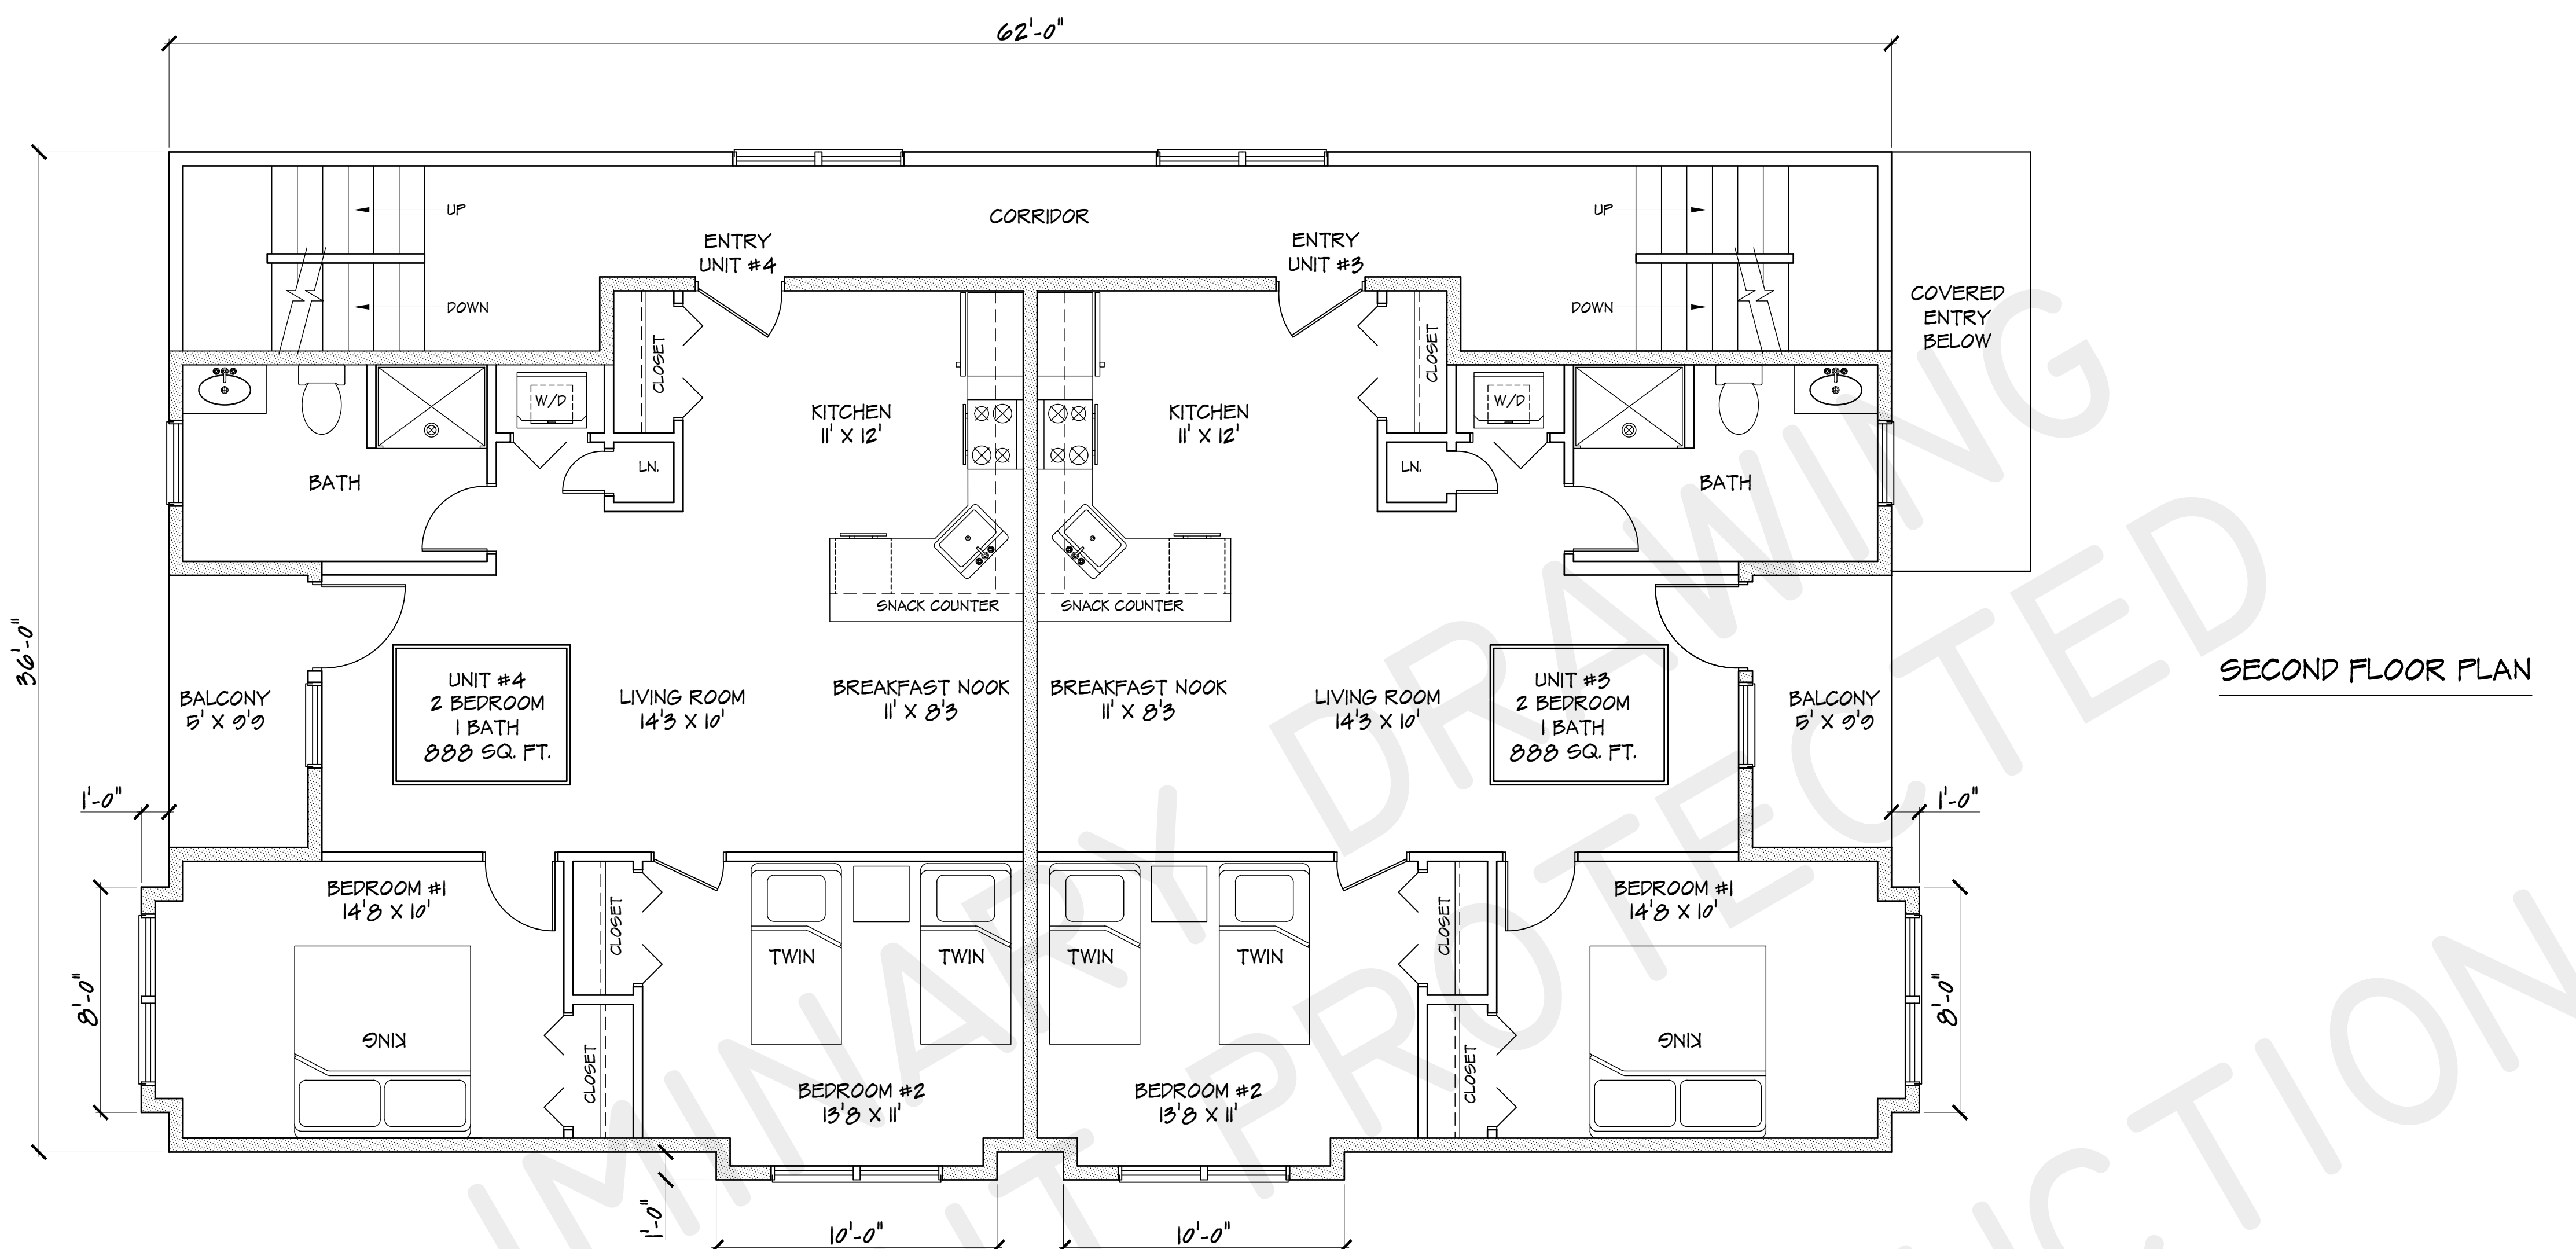 62'-0"
UP
CORRIDOR
UP
ENTRY
UNIT #4
ENTRY
UNIT #3
DOWN
DOWN
COVERED
ENTRY
BELOW
CLOSET
CLOSET
W/D
W/D
KITCHEN
11' X 12'
KITCHEN
11' X 12'
LN.
LN.
BATH
BATH
SNACK COUNTER
SNACK COUNTER
36'-0"
SECOND FLOOR PLAN
BALCONY
5' X 9'9
UNIT #4
2 BEDROOM
1 BATH
888 SQ. FT.
LIVING ROOM
14'3 X 10'
BREAKFAST NOOK
11' X 8'3
BREAKFAST NOOK
11' X 8'3
LIVING ROOM
14'3 X 10'
UNIT #3
2 BEDROOM
1 BATH
888 SQ. FT.
BALCONY
5' X 9'9
1'-0"
1'-0"
BEDROOM #1
14'8 X 10'
BEDROOM #1
14'8 X 10'
CLOSET
CLOSET
TWIN
TWIN
TWIN
TWIN
8'-0"
8'-0"
KING
KING
CLOSET
CLOSET
BEDROOM #2
13'8 X 11'
BEDROOM #2
13'8 X 11'
1'-0"
10'-0"
10'-0"
DRAWING
PROTECTED